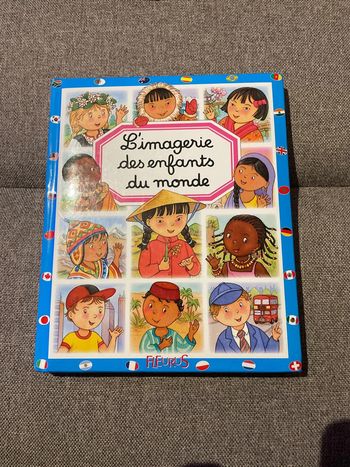 L'imagerie
des enfants
du monde
FLEURUS